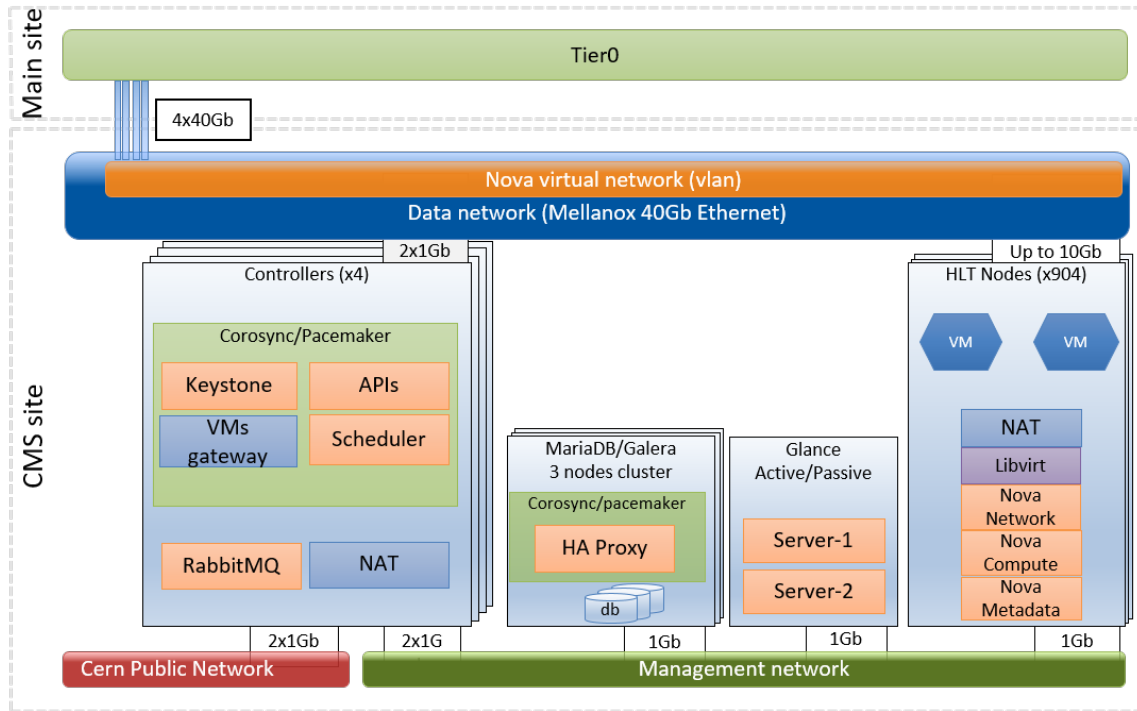 Main site
Tier0
4x40Gb
CMS site
Nova virtual network (vlan)
Data network (Mellanox 40Gb Ethernet)
2x1Gb
Controllers (x4)
Corosync/Pacemaker
Keystone
APIs
VMs
gateway
Scheduler
RabbitMQ
NAT
MariaDB/Galera
3 nodes cluster
Corosync/pacemaker
HA Proxy
db
Glance
Active/Passive
Server-1
Server-2
Up to 10Gb
HLT Nodes (x904)
VM
VM
NAT
Libvirt
Nova
Network
Nova
Compute
Nova
Metadata
2x1Gb
2x1G
1Gb
1Gb
1Gb
Cern Public Network
Management network